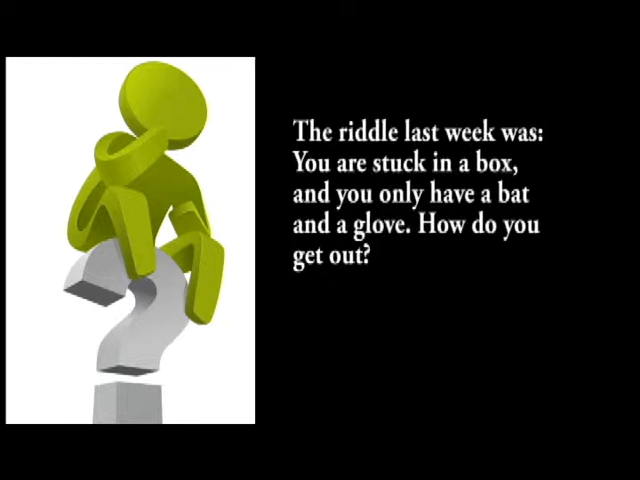 The riddle last week was:
You are stuck in a box,
and you only have a bat
and a glove. How do you
get out?